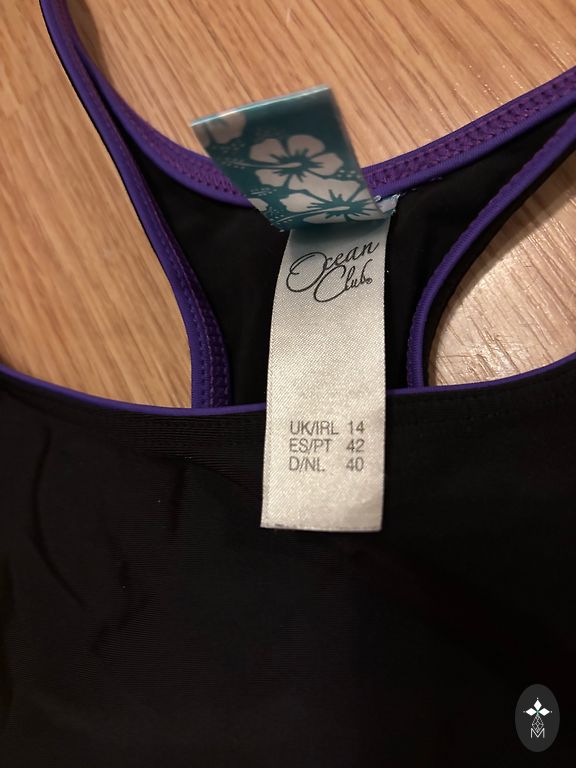 Ocean
Club®
UK/IRL 14
ES/PT 42
D/NL 40
M